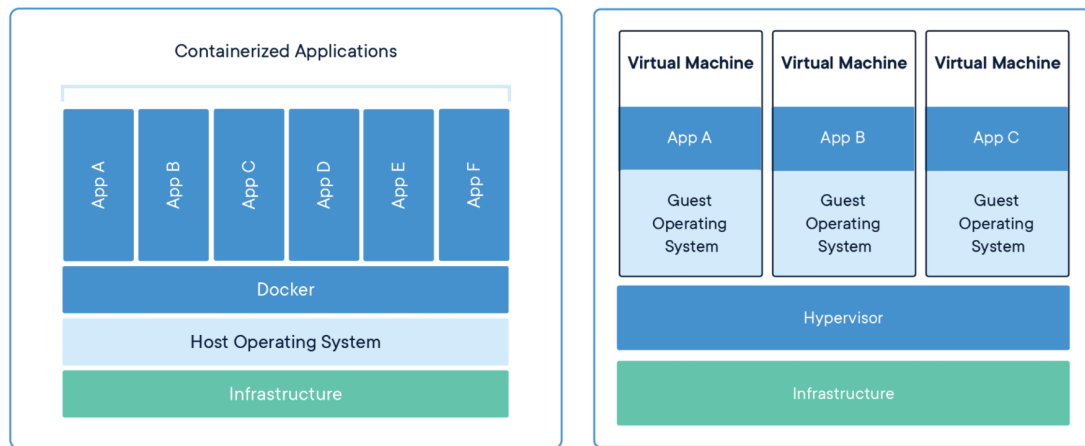 Containerized Applications
App A
App B
App C
App D
App E
App F
Docker
Host Operating System
Infrastructure
Virtual Machine
App A
Guest
Operating
System
Virtual Machine
App B
Guest
Operating
System
Virtual Machine
App C
Guest
Operating
System
Hypervisor
Infrastructure